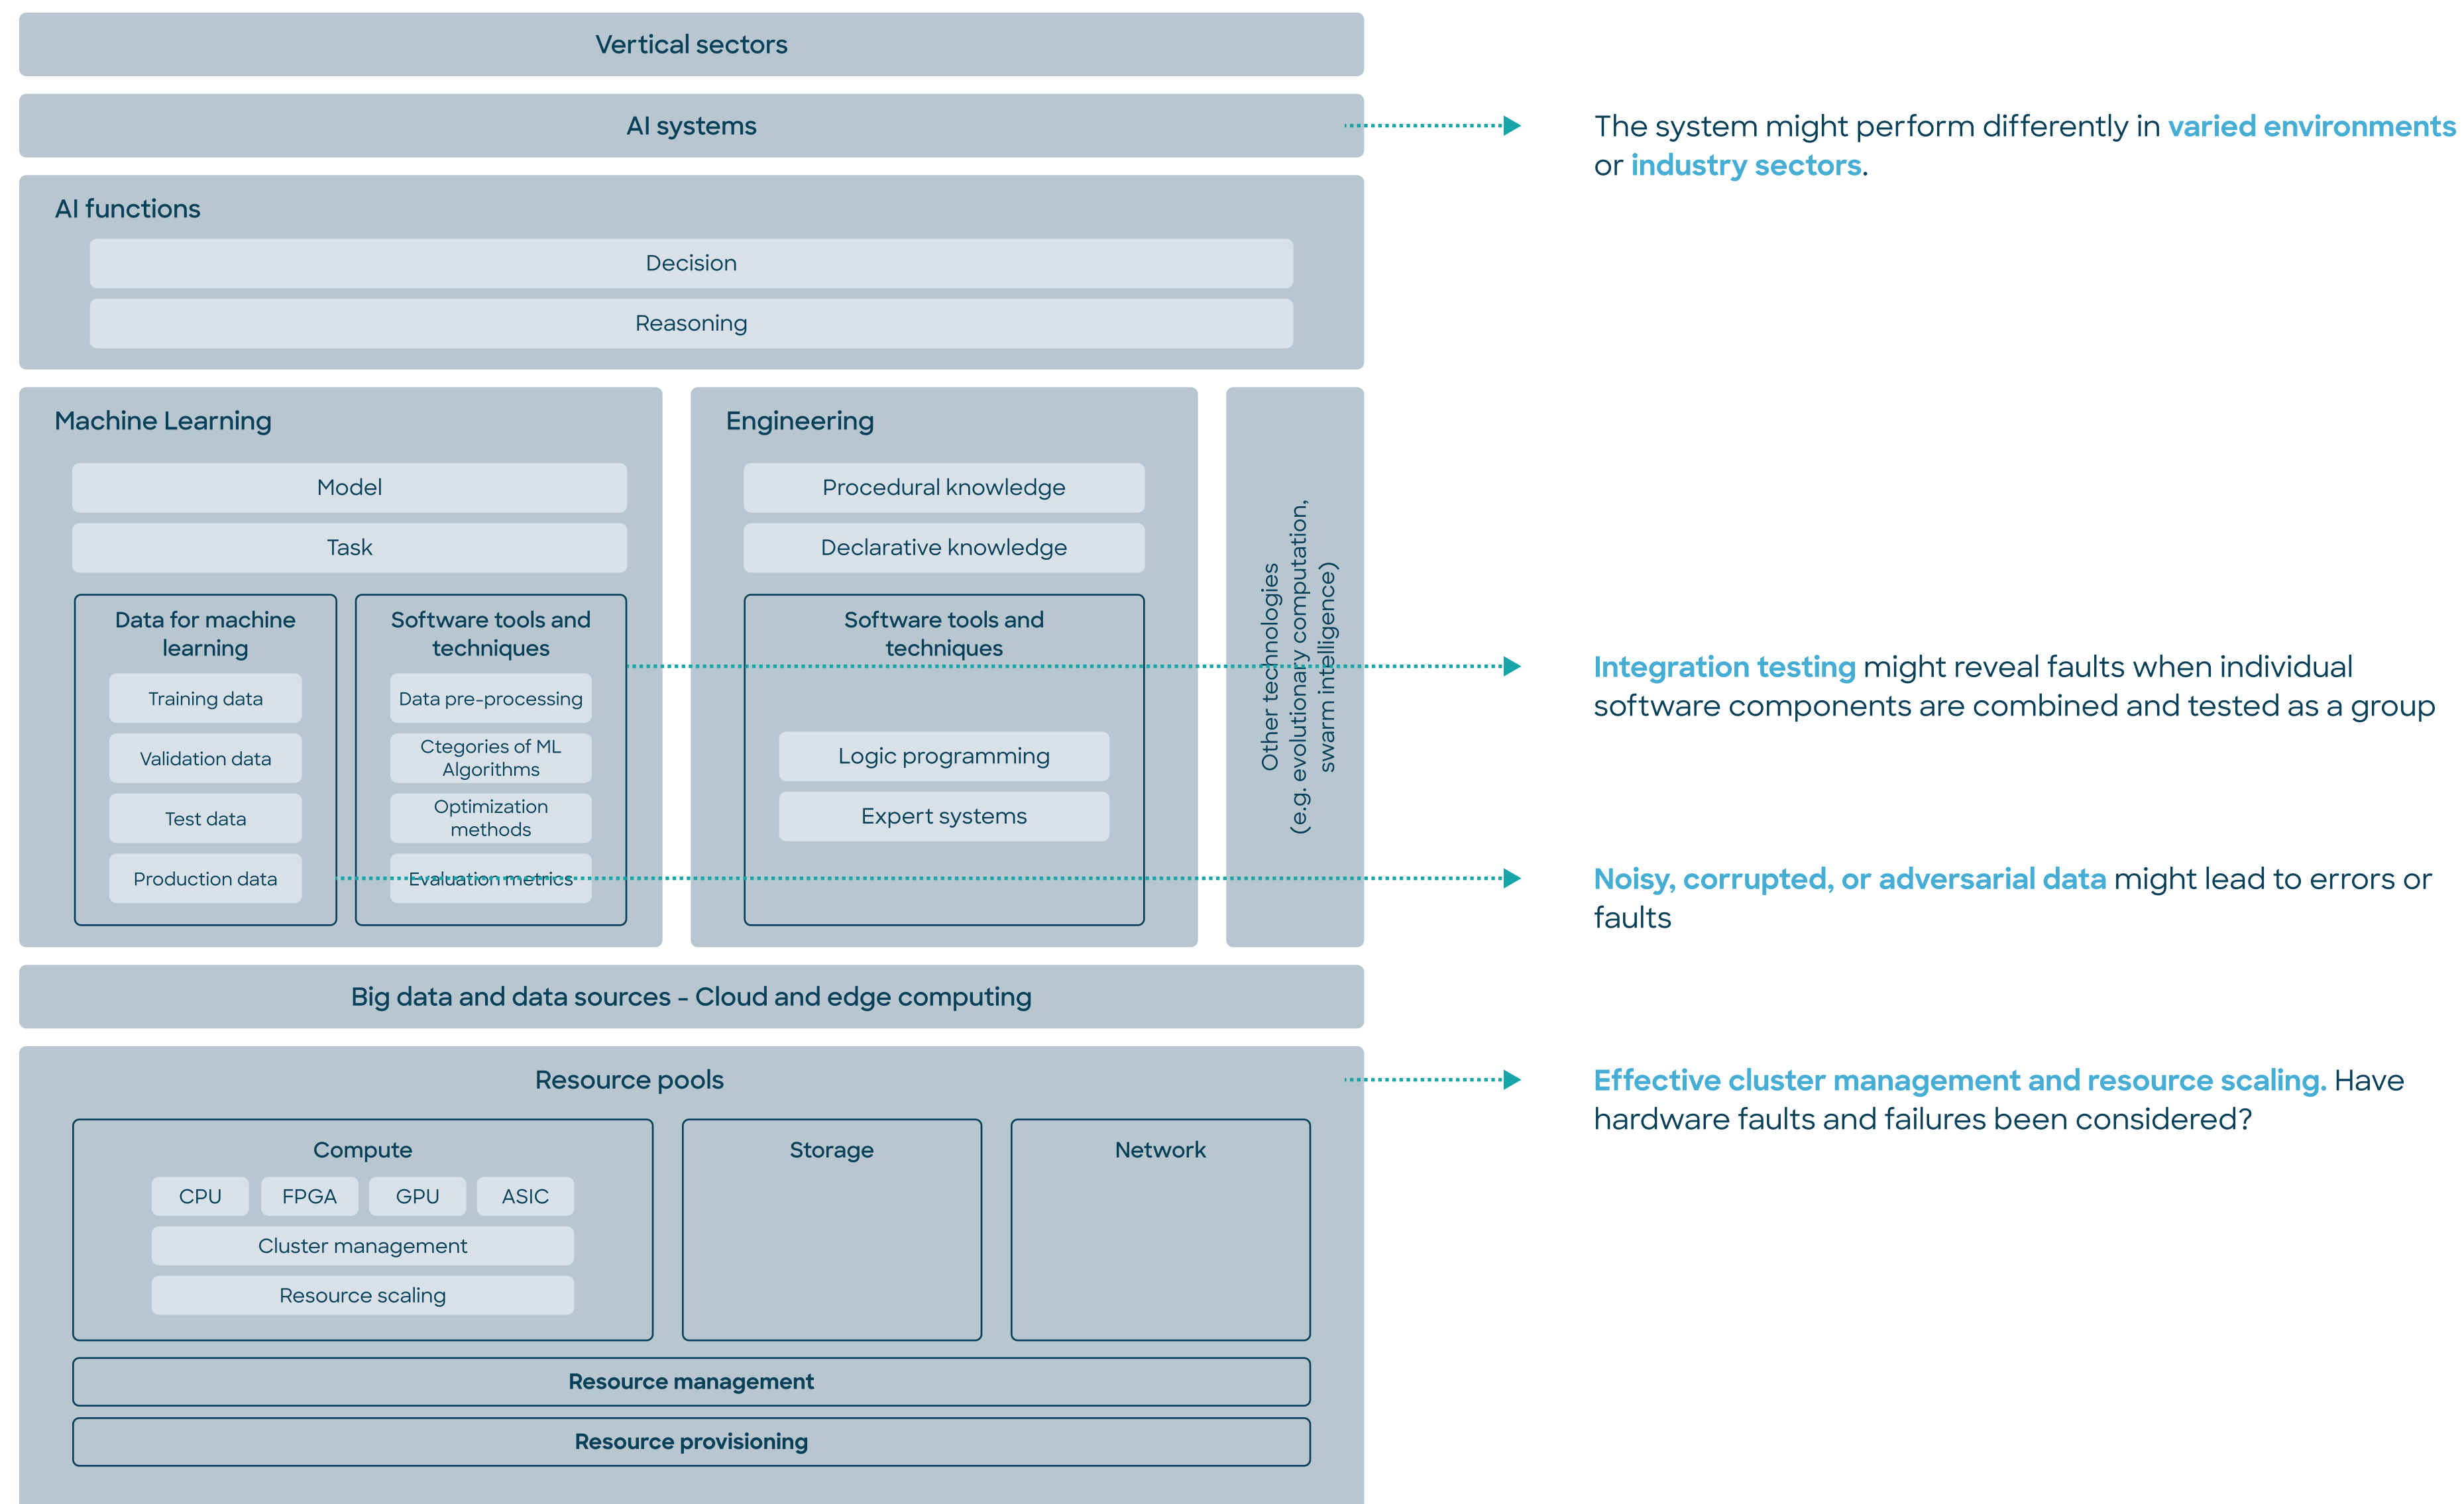 Vertical sectors
AI systems
The system might perform differently in varied environments
or industry sectors.
AI functions
Decision
Reasoning
Machine Learning
Model
Task
Data for machine
learning
Training data
Validation data
Test data
Production data
Software tools and
techniques
Data pre-processing
Ctegories of ML
Algorithms
Optimization
methods
Evaluation metrics
Engineering
Procedural knowledge
Declarative knowledge
Software tools and
techniques
Logic programming
Expert systems
Other technologies
(e.g. evolutionary computation,
swarm intelligence)
Integration testing might reveal faults when individual
software components are combined and tested as a group
Noisy, corrupted, or adversarial data might lead to errors or
faults
Big data and data sources – Cloud and edge computing
Resource pools
Effective cluster management and resource scaling. Have
hardware faults and failures been considered?
Compute
CPU
FPGA
GPU
ASIC
Cluster management
Resource scaling
Storage
Network
Resource management
Resource provisioning